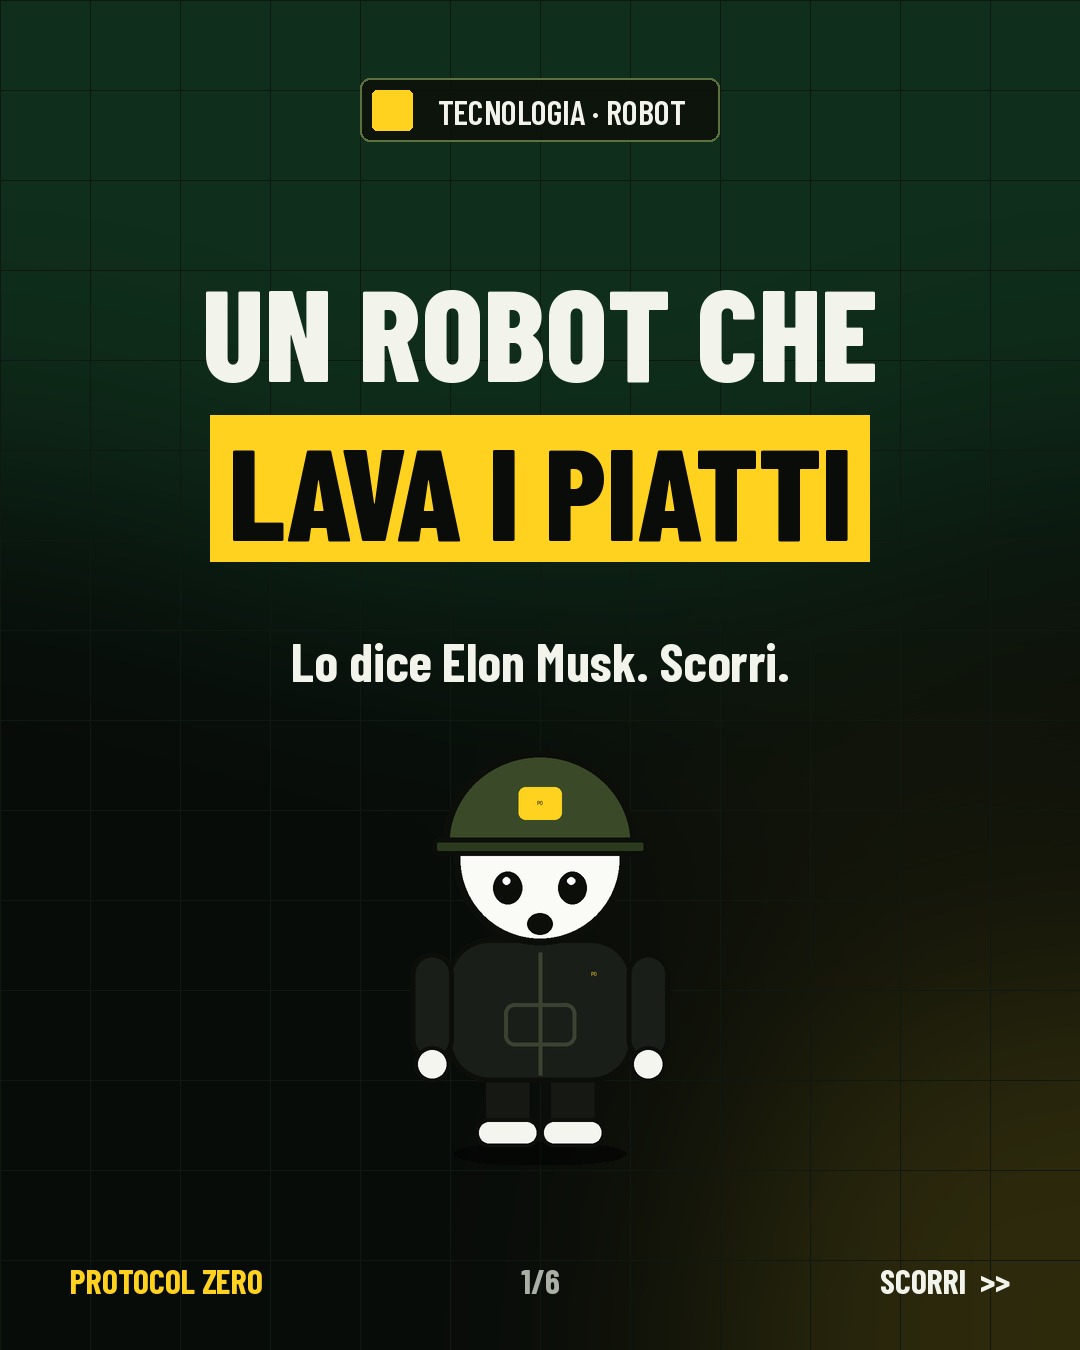 TECNOLOGIA · ROBOT
UN ROBOT CHE
LAVA I PIATTI
Lo dice Elon Musk. Scorri.
PROTOCOL ZERO
1/6
SCORRI >>